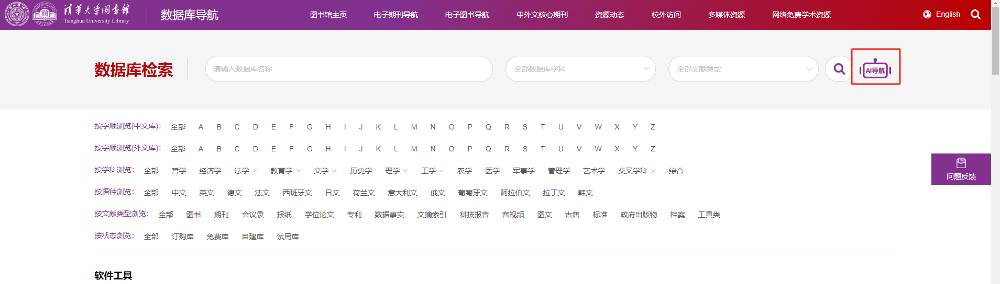 清华大学图书馆
Tsinghua University Library
数据库导航
图书馆主页 电子期刊导航 电子图书导航 中外文核心期刊 资源动态 校外访问 多媒体资源 网络免费学术资源
English
数据库检索 请输入数据库名称 全部数据库学科 全部文献类型 AI导航
按字顺浏览(中文库): 全部 A B C D E F G H I J K L M N O P Q R S T U V W X Y Z
按字顺浏览(外文库): 全部 A B C D E F G H I J K L M N O P Q R S T U V W X Y Z
按学科浏览: 全部 哲学 经济学 法学 教育学 文学 历史学 理学 工学 农学 医学 军事学 管理学 艺术学 交叉学科 综合
问题反馈
按语种浏览: 全部 中文 英文 德文 法文 西班牙文 日文 荷兰文 意大利文 俄文 葡萄牙文 阿拉伯文 拉丁文 韩文
按文献类型浏览: 全部 图书 期刊 会议录 报纸 学位论文 专利 数据事实 文摘索引 科技报告 音视频 图文 古籍 标准 政府出版物 档案 工具类
按状态浏览: 全部 订购库 免费库 自建库 试用库
软件工具